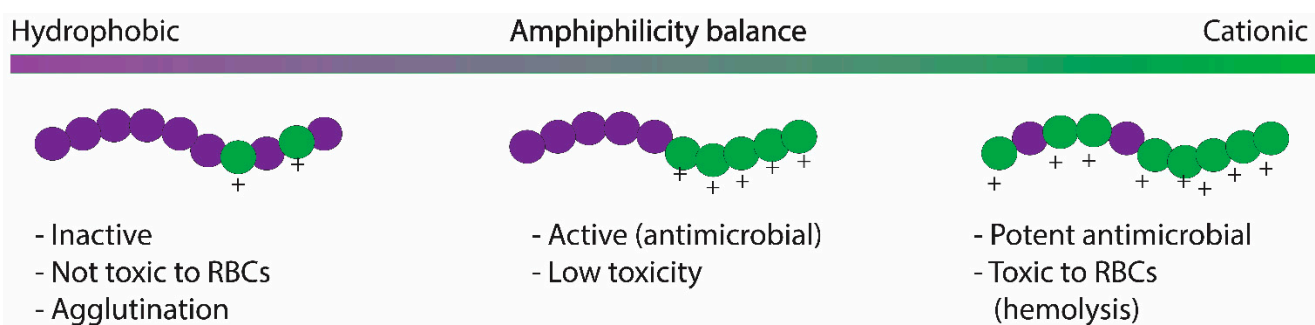 Hydrophobic Amphiphilicity balance Cationic
+ + + + + + + + + + + + + + +
- Inactive
- Not toxic to RBCs
- Agglutination
- Active (antimicrobial)
- Low toxicity
- Potent antimicrobial
- Toxic to RBCs
(hemolysis)